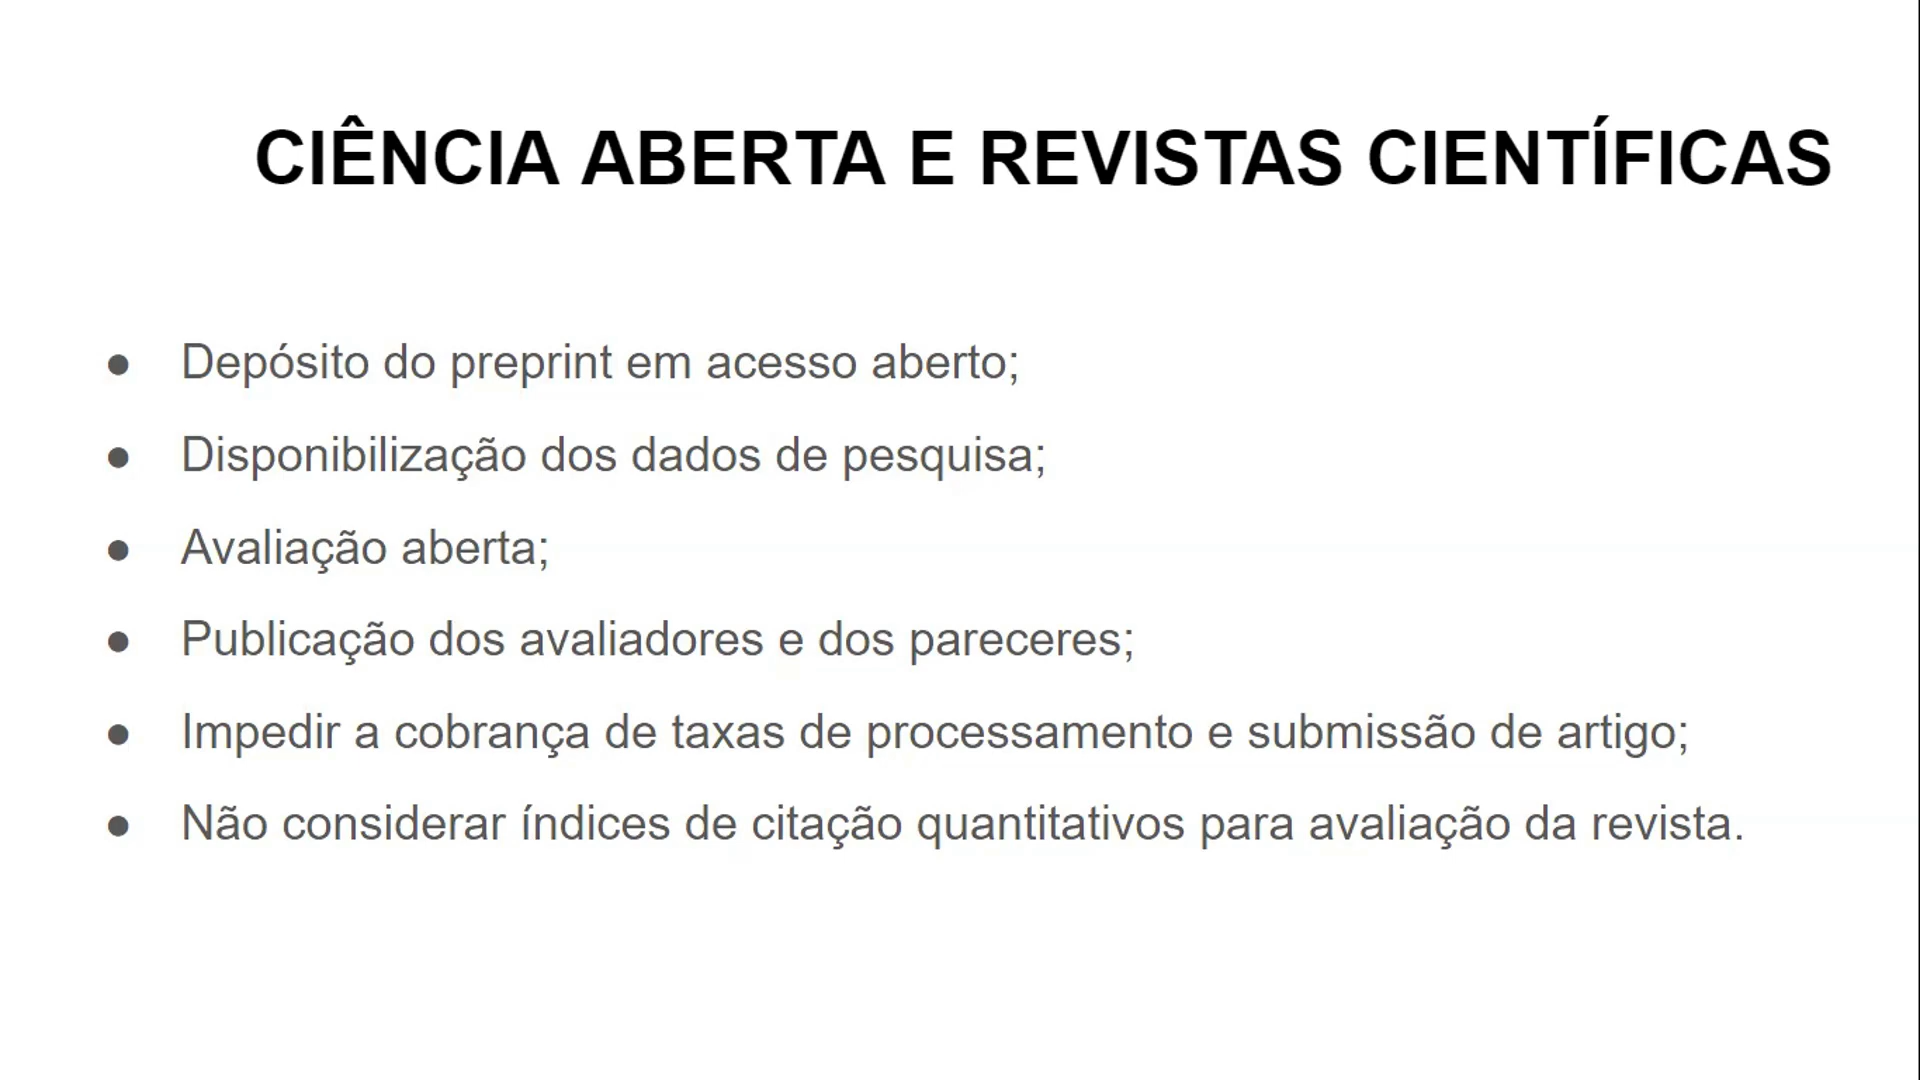 CIÊNCIA ABERTA E REVISTAS CIENTÍFICAS
● Depósito do preprint em acesso aberto;
● Disponibilização dos dados de pesquisa;
● Avaliação aberta;
● Publicação dos avaliadores e dos pareceres;
● Impedir a cobrança de taxas de processamento e submissão de artigo;
● Não considerar índices de citação quantitativos para avaliação da revista.